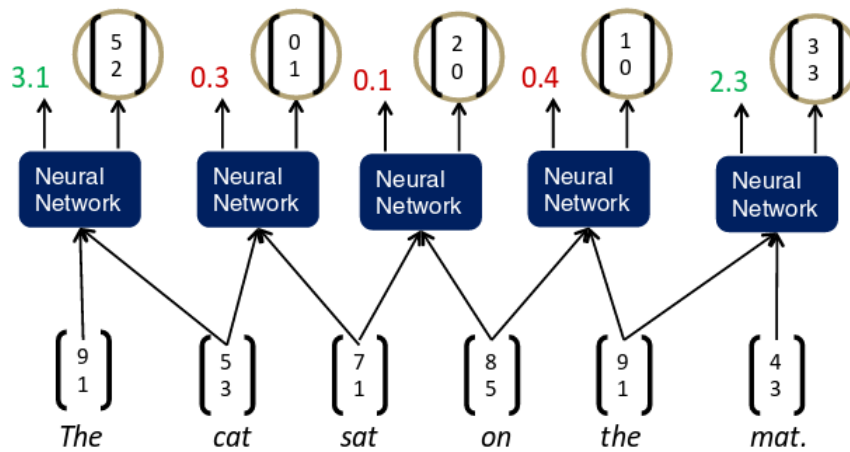 5 0 2 1 3
2 1 0 0 3
3.1 0.3 0.1 0.4 2.3
Neural Neural Neural Neural Neural
Network Network Network Network Network
9 5 7 8 9 4
1 3 1 5 1 3
The cat sat on the mat.